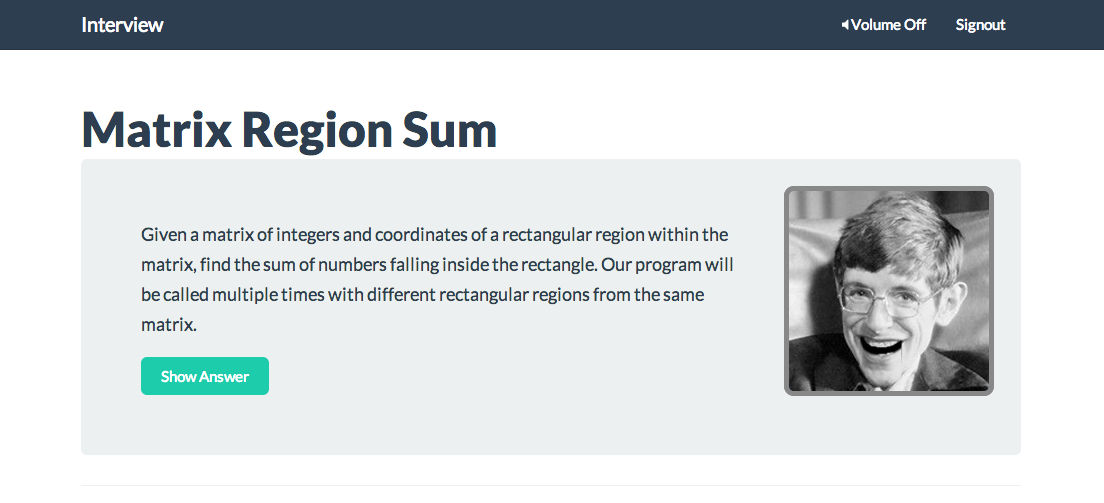 Interview
Volume Off
Signout
Matrix Region Sum
Given a matrix of integers and coordinates of a rectangular region within the
matrix, find the sum of numbers falling inside the rectangle. Our program will
be called multiple times with different rectangular regions from the same
matrix.
Show Answer